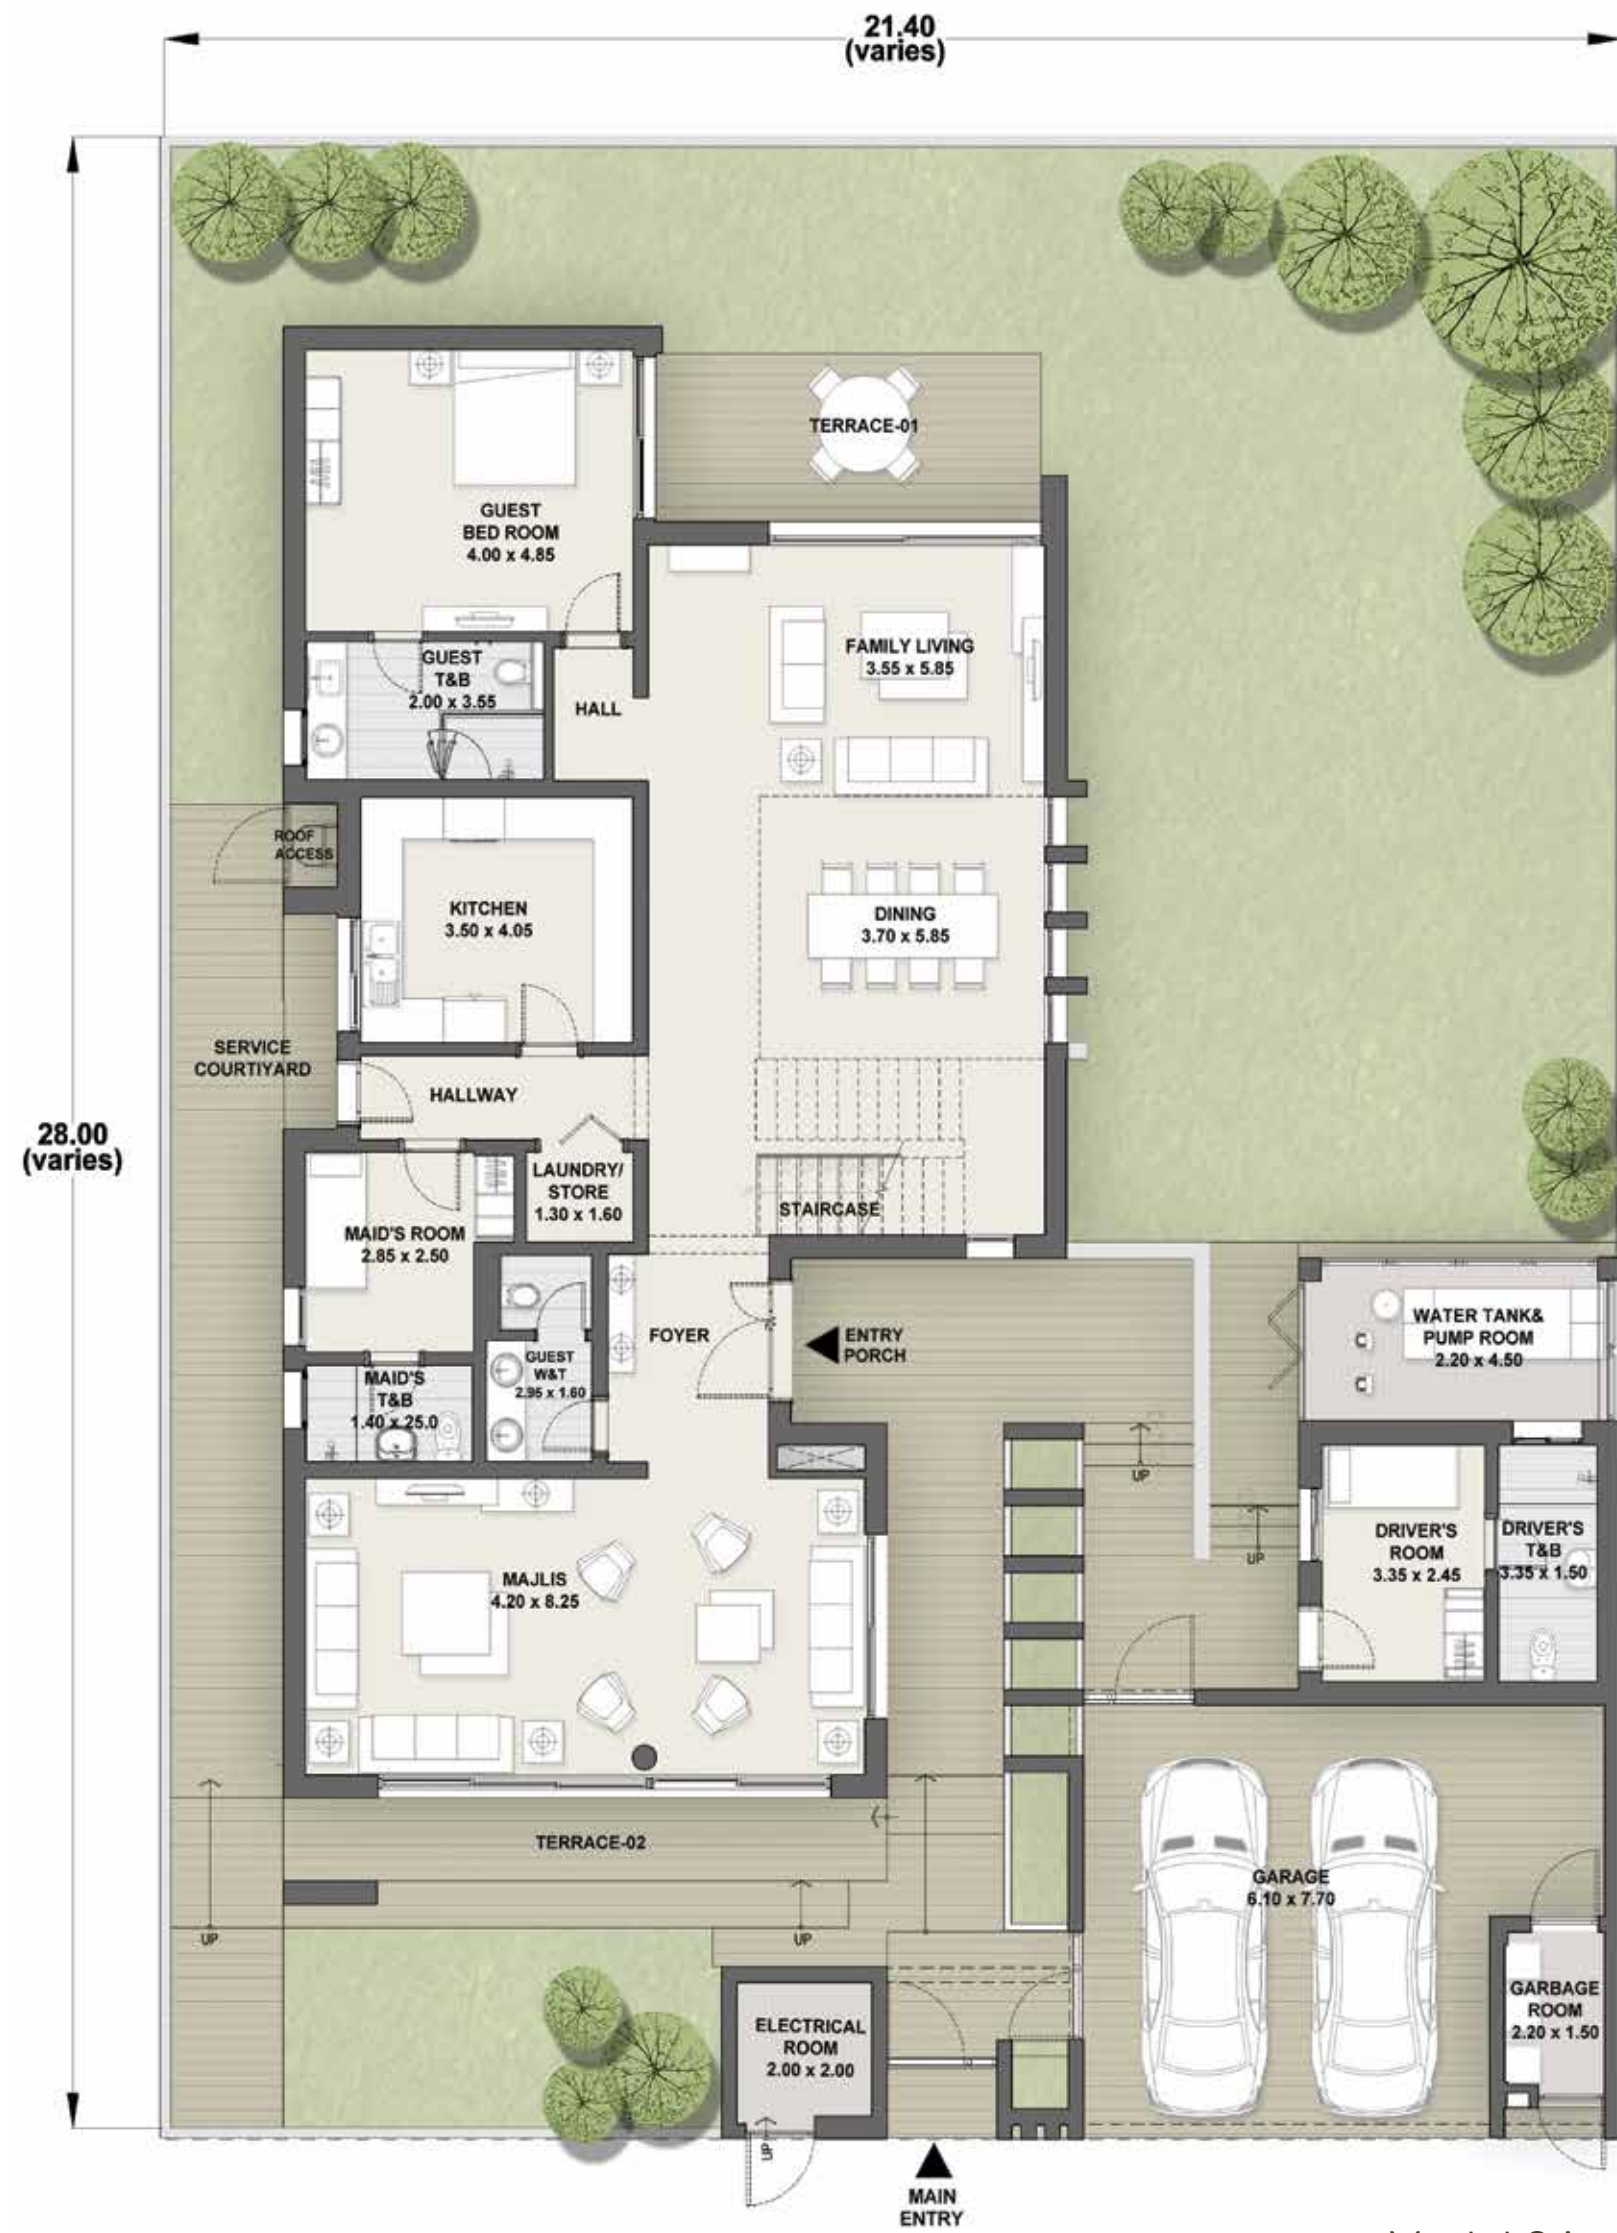 21.40
(varies)
TERRACE-01
GUEST
BED ROOM
4.00 x 4.85
FAMILY LIVING
3.55 x 5.85
GUEST
T&B
2.00 x 3.55
HALL
ROOF
ACCESS
KITCHEN
3.50 x 4.05
DINING
3.70 x 5.85
SERVICE
COURTIYARD
HALLWAY
28.00
(varies)
LAUNDRY/
STORE
1.30 x 1.60
STAIRCASE
MAID'S ROOM
2.85 x 2.50
FOYER
ENTRY
PORCH
WATER TANK&
PUMP ROOM
2.20 x 4.50
GUEST
W&T
2.95 x 1.60
MAID'S
T&B
1.40 x 25.0
UP
UP
DRIVER'S
ROOM
3.35 x 2.45
DRIVER'S
T&B
3.35 x 1.50
MAJLIS
4.20 x 8.25
TERRACE-02
GARAGE
6.10 x 7.70
UP
UP
GARBAGE
ROOM
2.20 x 1.50
ELECTRICAL
ROOM
2.00 x 2.00
UP
MAIN
ENTRY